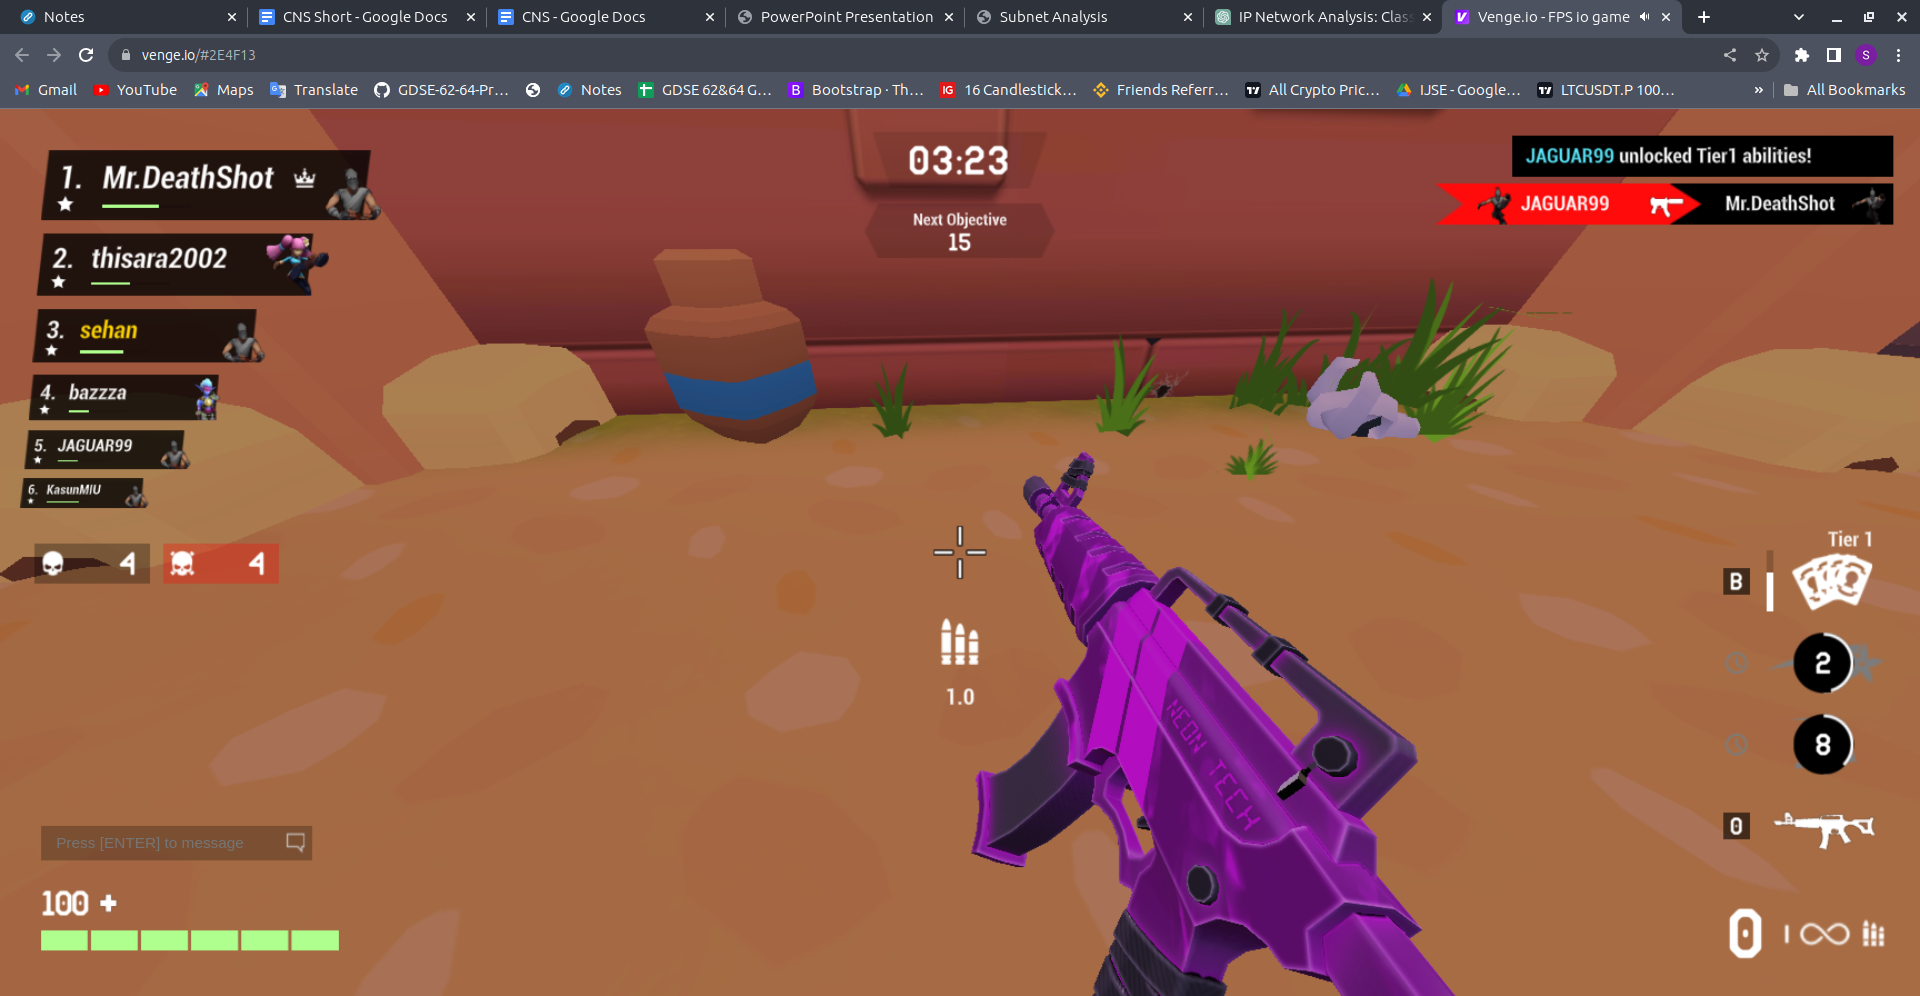 Notes
CNS Short - Google Docs
CNS - Google Docs
PowerPoint Presentation
Subnet Analysis
IP Network Analysis: Clas
Venge.io - FPS io game
venge.io/#2E4F13
S
Gmail
YouTube
Maps
Translate
GDSE-62-64-Pr...
Notes
GDSE 62&64 G...
Bootstrap · Th...
16 Candlestick...
Friends Referr...
All Crypto Pric...
IJSE - Google...
LTCUSDT.P 100...
»
All Bookmarks
03:23
Next Objective
15
JAGUAR99 unlocked Tier1 abilities!
JAGUAR99 Mr.DeathShot
1. Mr.DeathShot
2. thisara2002
3. sehan
4. bazzza
5. JAGUAR99
6. KasunMIU
4 4
1.0
NEON TECH
Tier 1
B
2
8
0
Press [ENTER] to message
100 +
0 | ∞